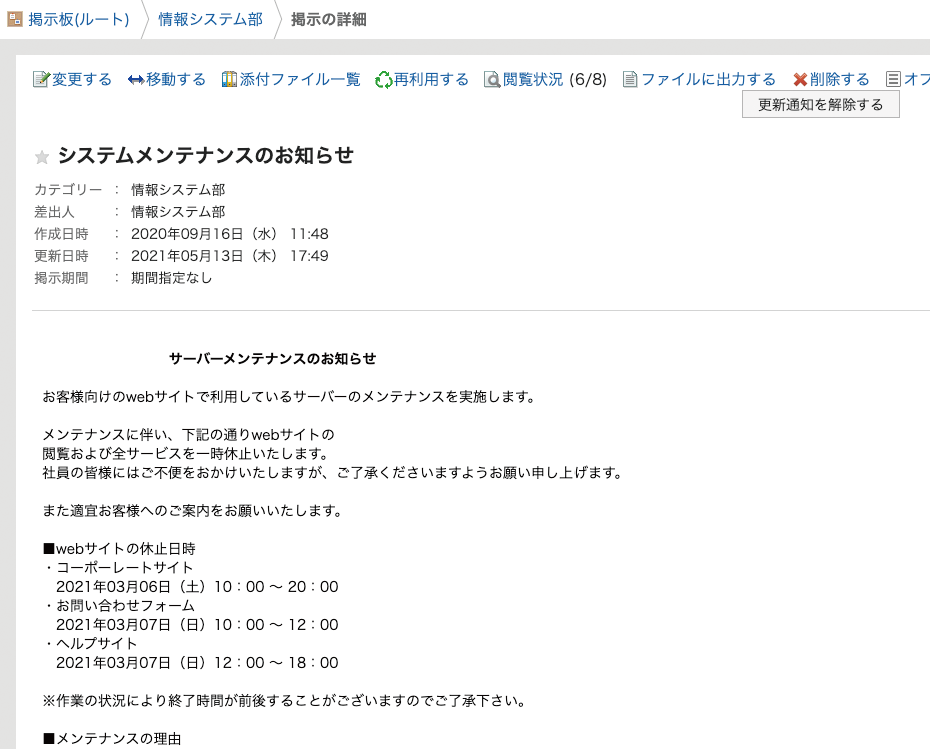 掲示板(ルート) 情報システム部 掲示の詳細
変更する 移動する 添付ファイル一覧 再利用する 閲覧状況 (6/8) ファイルに出力する 削除する オフ
更新通知を解除する
システムメンテナンスのお知らせ
カテゴリー : 情報システム部
差出人 : 情報システム部
作成日時 : 2020年09月16日（水） 11:48
更新日時 : 2021年05月13日（木） 17:49
掲示期間 : 期間指定なし
サーバーメンテナンスのお知らせ
お客様向けのwebサイトで利用しているサーバーのメンテナンスを実施します。
メンテナンスに伴い、下記の通りwebサイトの
閲覧および全サービスを一時休止いたします。
社員の皆様にはご不便をおかけいたしますが、ご了承くださいますようお願い申し上げます。
また適宜お客様へのご案内をお願いいたします。
■webサイトの休止日時
・コーポレートサイト
2021年03月06日（土）10：00 〜 20：00
・お問い合わせフォーム
2021年03月07日（日）10：00 〜 12：00
・ヘルプサイト
2021年03月07日（日）12：00 〜 18：00
※作業の状況により終了時間が前後することがございますのでご了承下さい。
■メンテナンスの理由